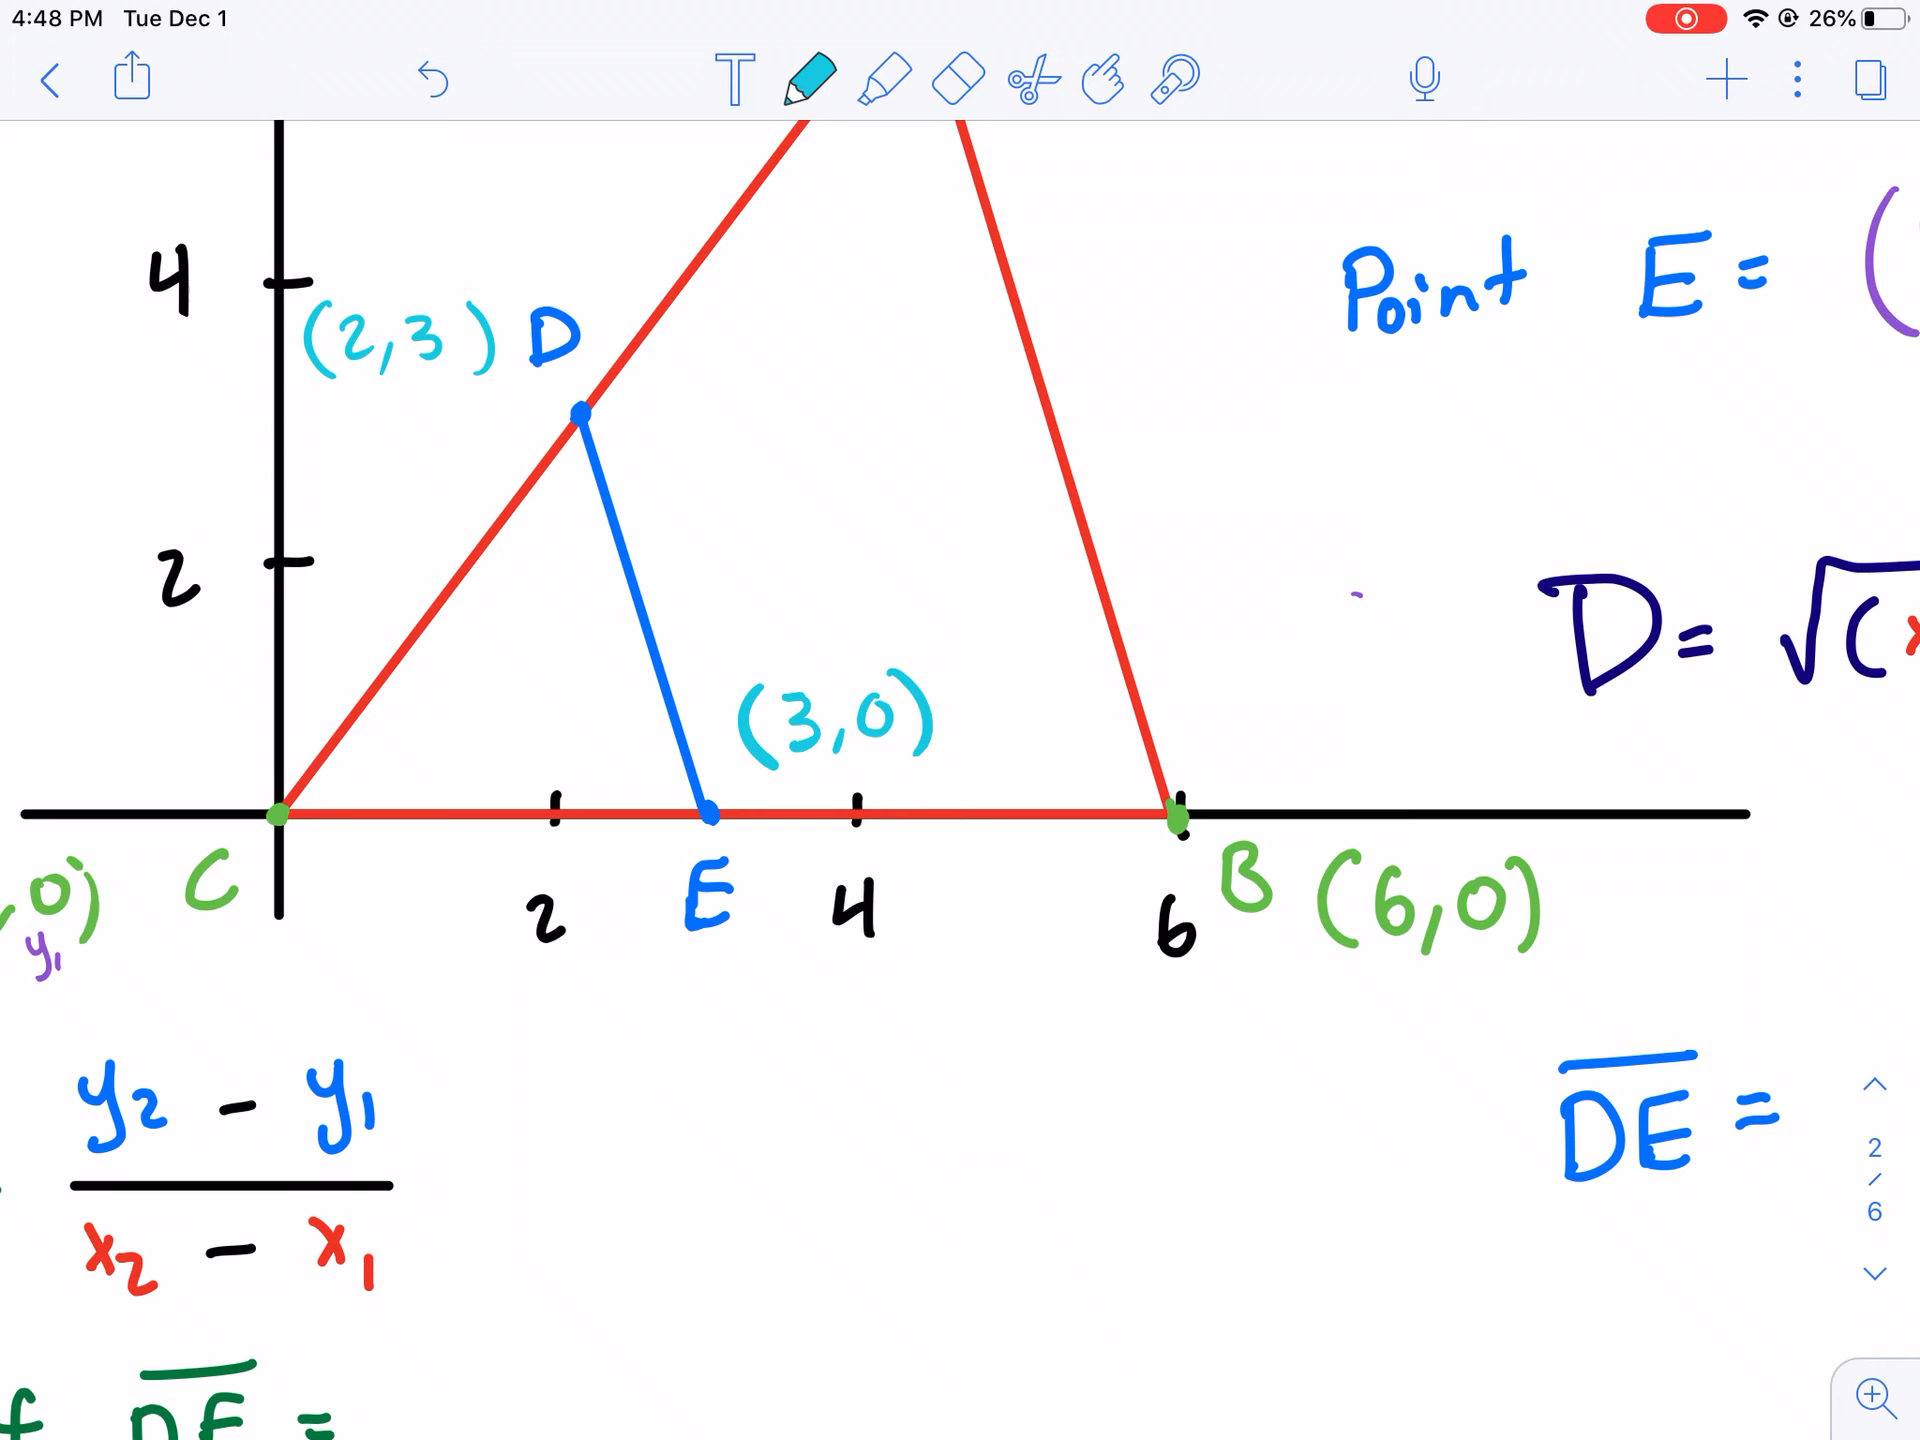 4:48 PM Tue Dec 1
26%
T
4
(2,3) D
Point E = (
2
D = √(x
(3,0)
,0) C
y₁
2
E
4
6
B (6,0)
y₂ - y₁
x₂ - x₁
DE =
2
/
6
f DE =